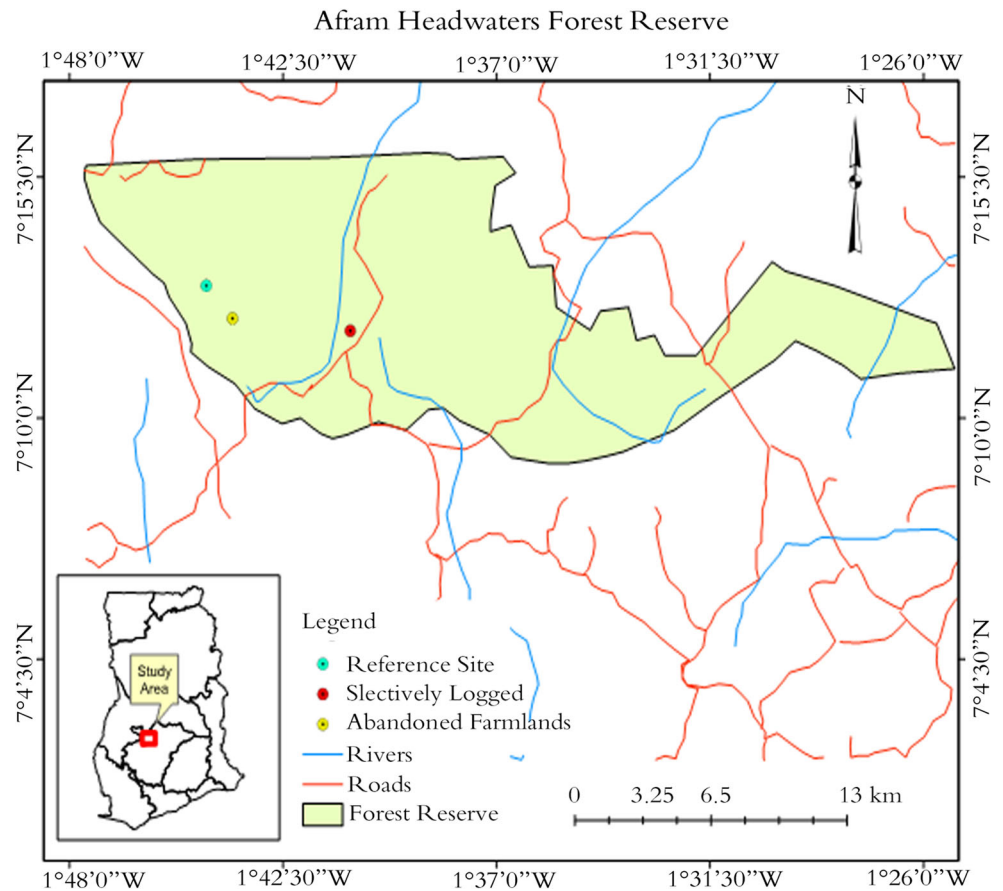 Afram Headwaters Forest Reserve
1°48'0"W 1°42'30"W 1°37'0"W 1°31'30"W 1°26'0"W
N
7°15'30"N 7°15'30"N
7°10'0"N 7°10'0"N
7°4'30"N 7°4'30"N
Study
Area
Legend
Reference Site
Slectively Logged
Abandoned Farmlands
Rivers
Roads
Forest Reserve
0 3.25 6.5 13 km
1°48'0"W 1°42'30"W 1°37'0"W 1°31'30"W 1°26'0"W